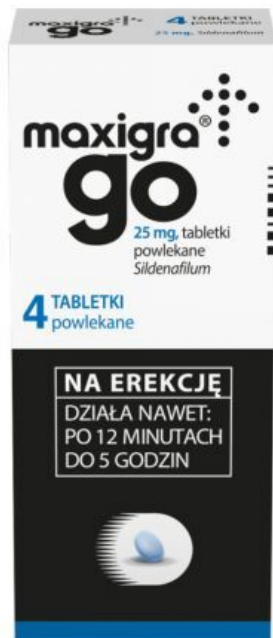 maxigra®
go
4 TABLETKI
powlekane
25 mg, Sildenafilum
maxigra®
go
25 mg, tabletki
powlekane
Sildenafilum
4 TABLETKI
powlekane
NA EREKCJĘ
DZIAŁA NAWET:
PO 12 MINUTACH
DO 5 GODZIN